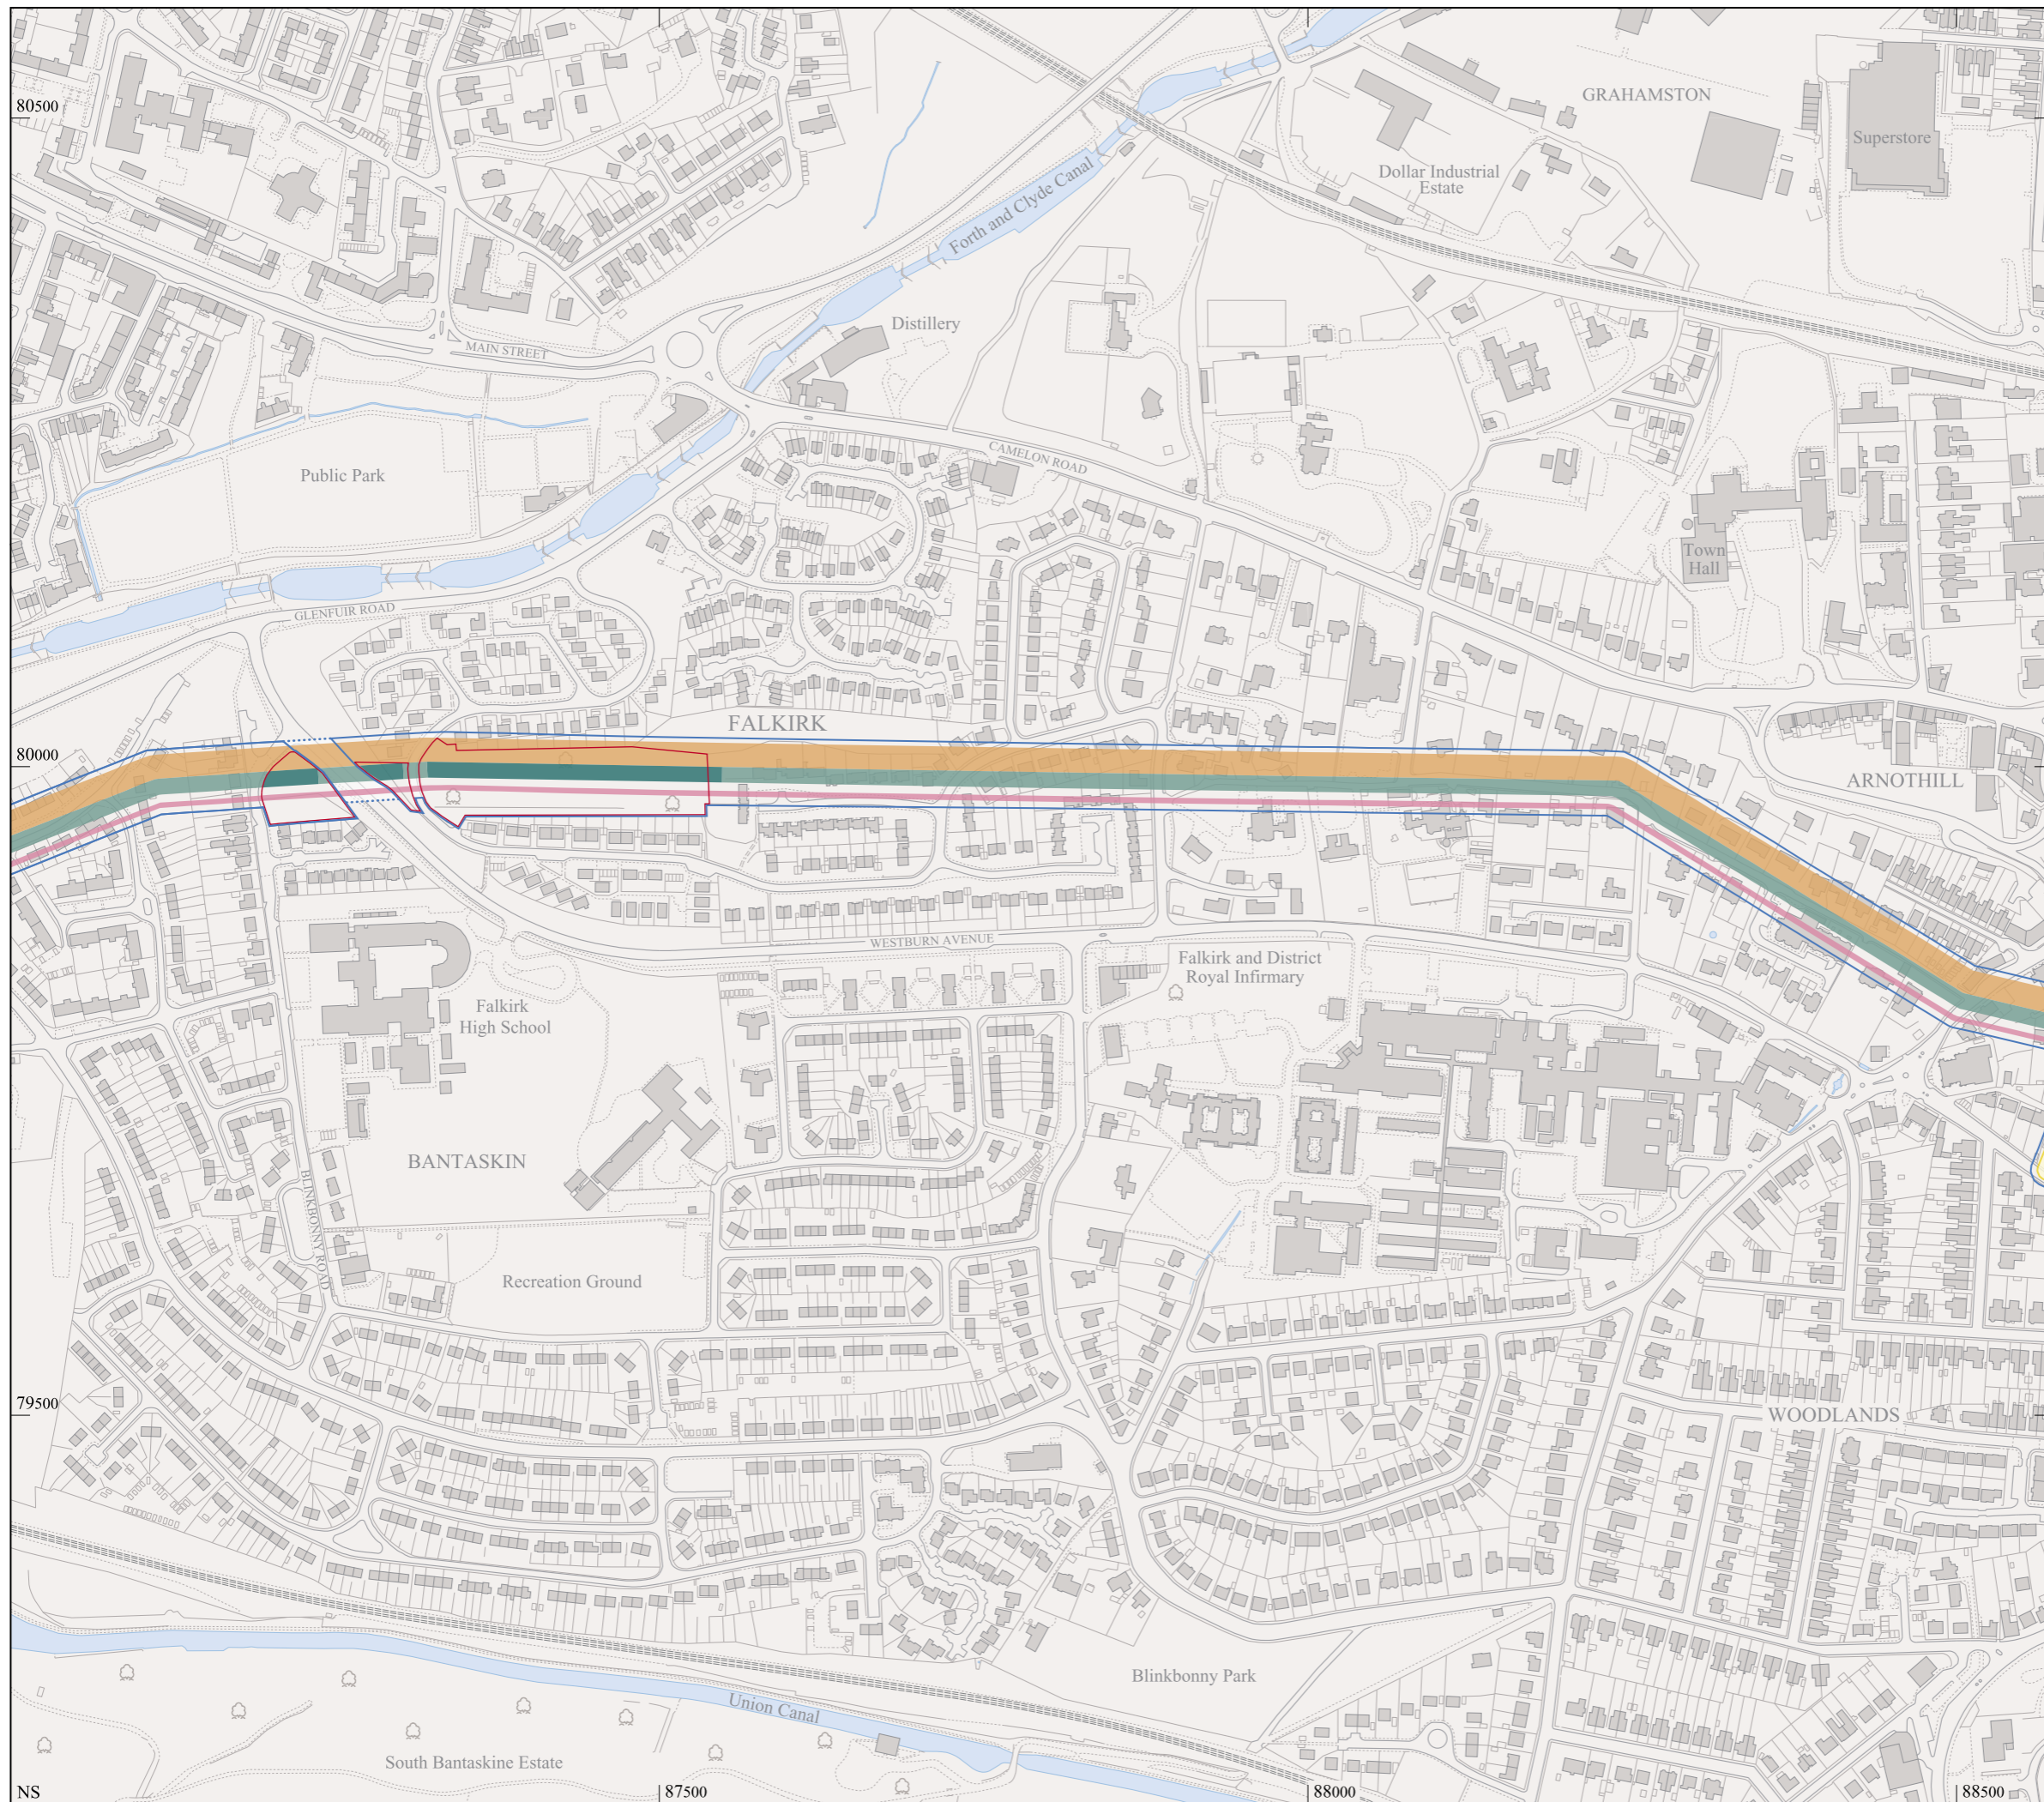 80500
GRAHAMSTON
Superstore
Dollar Industrial
Estate
Forth and Clyde Canal
Distillery
MAIN STREET
CAMELON ROAD
Public Park
Town
Hall
GLENFUIR ROAD
FALKIRK
80000
ARNOTHILL
WESTBURN AVENUE
Falkirk and District
Royal Infirmary
Falkirk
High School
BANTASKIN
BLINKBONNY ROAD
Recreation Ground
79500
WOODLANDS
Blinkbonny Park
Union Canal
South Bantaskine Estate
NS
87500
88000
88500